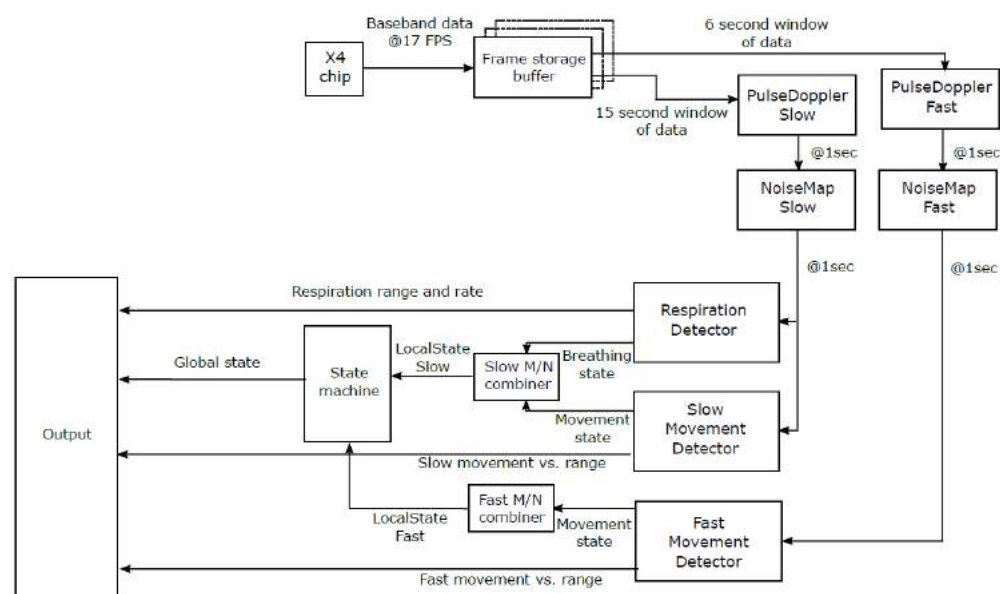 Baseband data
@17 FPS
6 second window
of data
X4
chip
Frame storage
buffer
15 second window
of data
PulseDoppler
Slow
PulseDoppler
Fast
@1sec
@1sec
NoiseMap
Slow
NoiseMap
Fast
@1sec
@1sec
Respiration range and rate
Respiration
Detector
Global state
State
machine
LocalState
Slow
Slow M/N
combiner
Breathing
state
Output
Movement
state
Slow
Movement
Detector
Slow movement vs. range
LocalState
Fast
Fast M/N
combiner
Movement
state
Fast
Movement
Detector
Fast movement vs. range